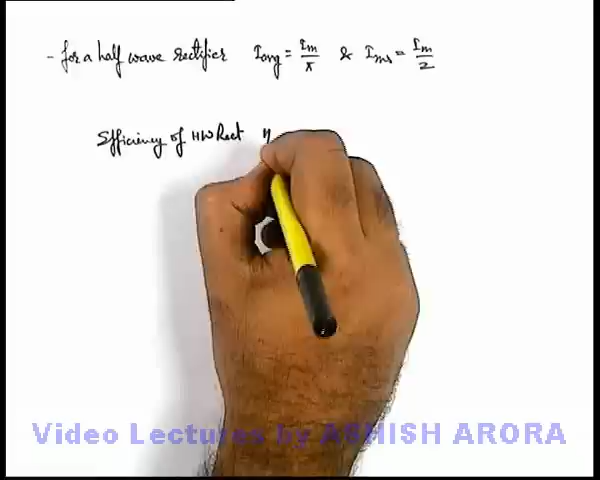 - for a half wave rectifier Iavg = Im/π & Irms = Im/2
Efficiency of HW Rect η
Video Lectures by ASHISH ARORA